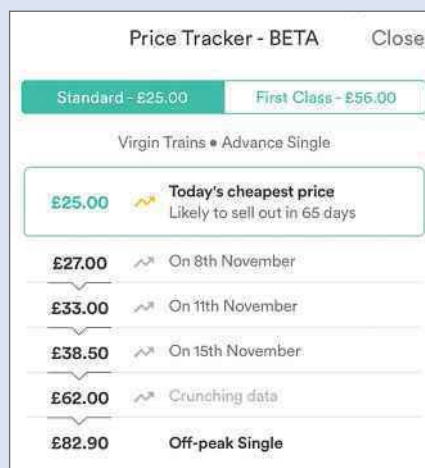 Price Tracker - BETA Close
Standard - £25.00 First Class - £56.00
Virgin Trains • Advance Single
£25.00 Today's cheapest price
Likely to sell out in 65 days
£27.00 On 8th November
£33.00 On 11th November
£38.50 On 15th November
£62.00 Crunching data
£82.90 Off-peak Single